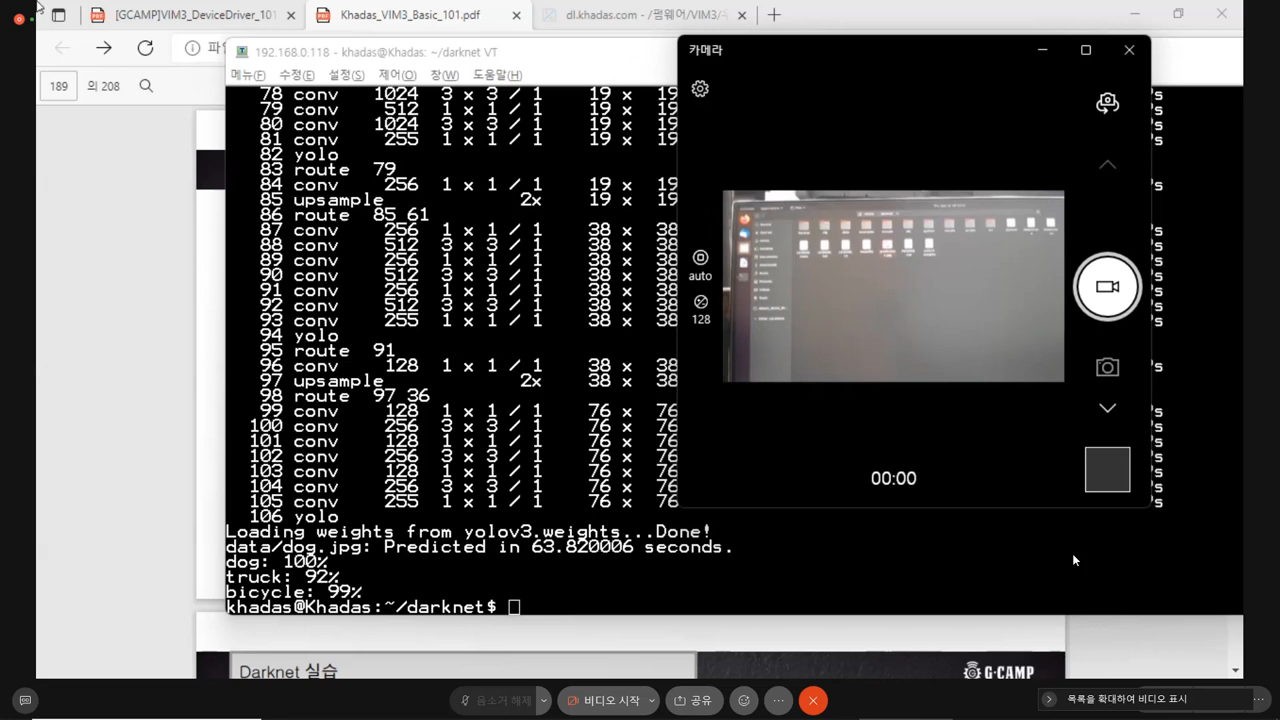 [GCAMP]VIM3_DeviceDriver_101
Khadas_VIM3_Basic_101.pdf
dl.khadas.com - /펌웨어/VIM3/
192.168.0.118 - khadas@Khadas: ~/darknet VT
카메라
메뉴(F) 수정(E) 설정(S) 제어(O) 창(W) 도움말(H)
189 의 208
78 conv 1024 3 x 3 / 1 19 x 19
79 conv 512 1 x 1 / 1 19 x 19
80 conv 1024 3 x 3 / 1 19 x 19
81 conv 255 1 x 1 / 1 19 x 19
82 yolo
83 route 79
84 conv 256 1 x 1 / 1 19 x 19
85 upsample 2x 19 x 19
86 route 85 61
87 conv 256 1 x 1 / 1 38 x 38
88 conv 512 3 x 3 / 1 38 x 38
89 conv 256 1 x 1 / 1 38 x 38
90 conv 512 3 x 3 / 1 38 x 38
91 conv 256 1 x 1 / 1 38 x 38
92 conv 512 3 x 3 / 1 38 x 38
93 conv 255 1 x 1 / 1 38 x 38
94 yolo
95 route 91
96 conv 128 1 x 1 / 1 38 x 38
97 upsample 2x 38 x 38
98 route 97 36
99 conv 128 1 x 1 / 1 76 x 76
100 conv 256 3 x 3 / 1 76 x 76
101 conv 128 1 x 1 / 1 76 x 76
102 conv 256 3 x 3 / 1 76 x 76
103 conv 128 1 x 1 / 1 76 x 76
104 conv 256 3 x 3 / 1 76 x 76
105 conv 255 1 x 1 / 1 76 x 76
106 yolo
Loading weights from yolov3.weights...Done!
data/dog.jpg: Predicted in 63.820006 seconds.
dog: 100%
truck: 92%
bicycle: 99%
khadas@Khadas:~/darknet$
auto
128
00:00
Darknet 실습
G·CAMP
음소거 해제
비디오 시작
공유
목록을 확대하여 비디오 표시